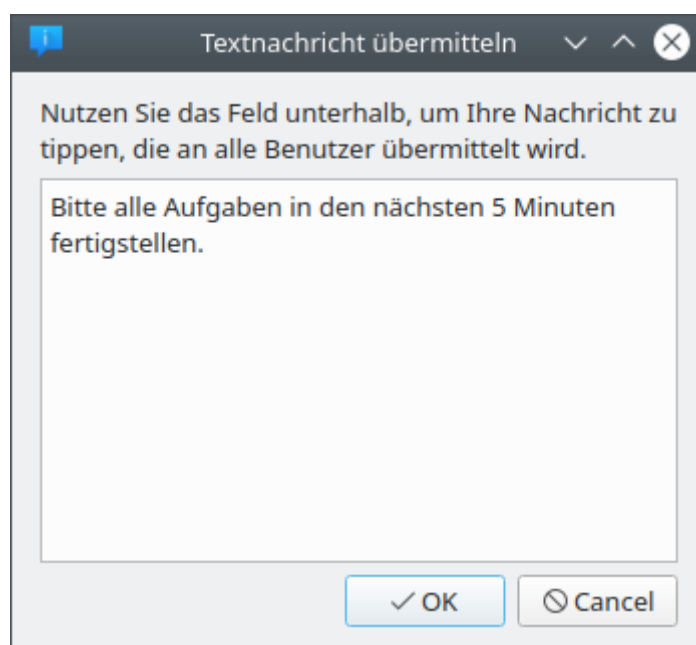 Textnachricht übermitteln
Nutzen Sie das Feld unterhalb, um Ihre Nachricht zu
tippen, die an alle Benutzer übermittelt wird.
Bitte alle Aufgaben in den nächsten 5 Minuten
fertigstellen.
OK
Cancel